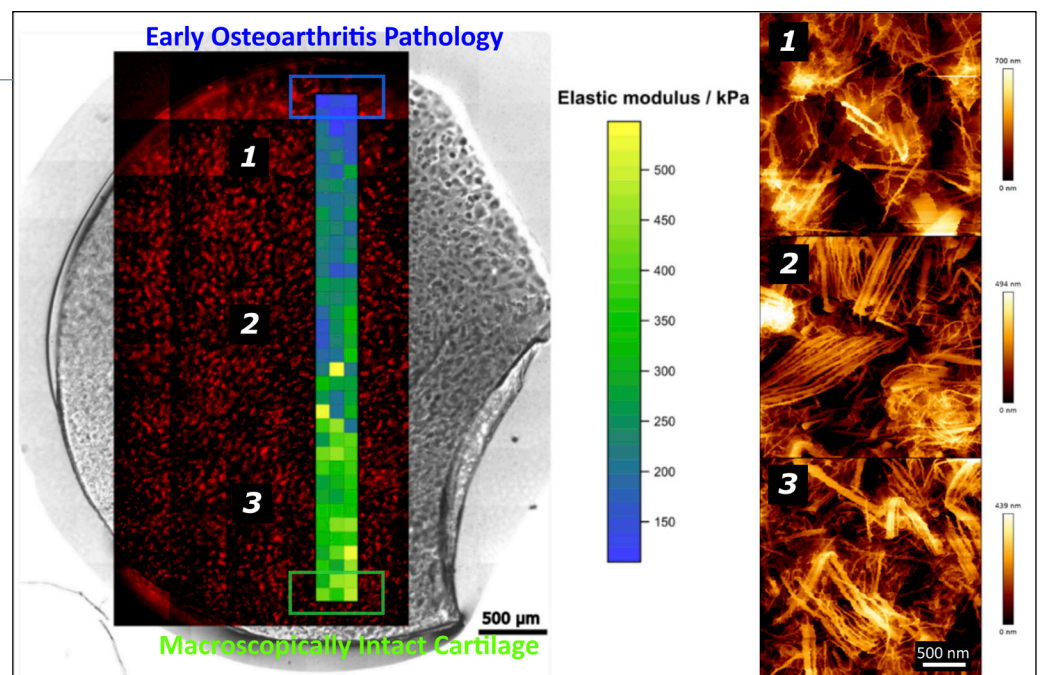 Early Osteoarthritis Pathology
1
2
3
500 µm
Macroscopically Intact Cartilage
Elastic modulus / kPa
500
450
400
350
300
250
200
150
1
700 nm
0 nm
2
494 nm
0 nm
3
439 nm
0 nm
500 nm